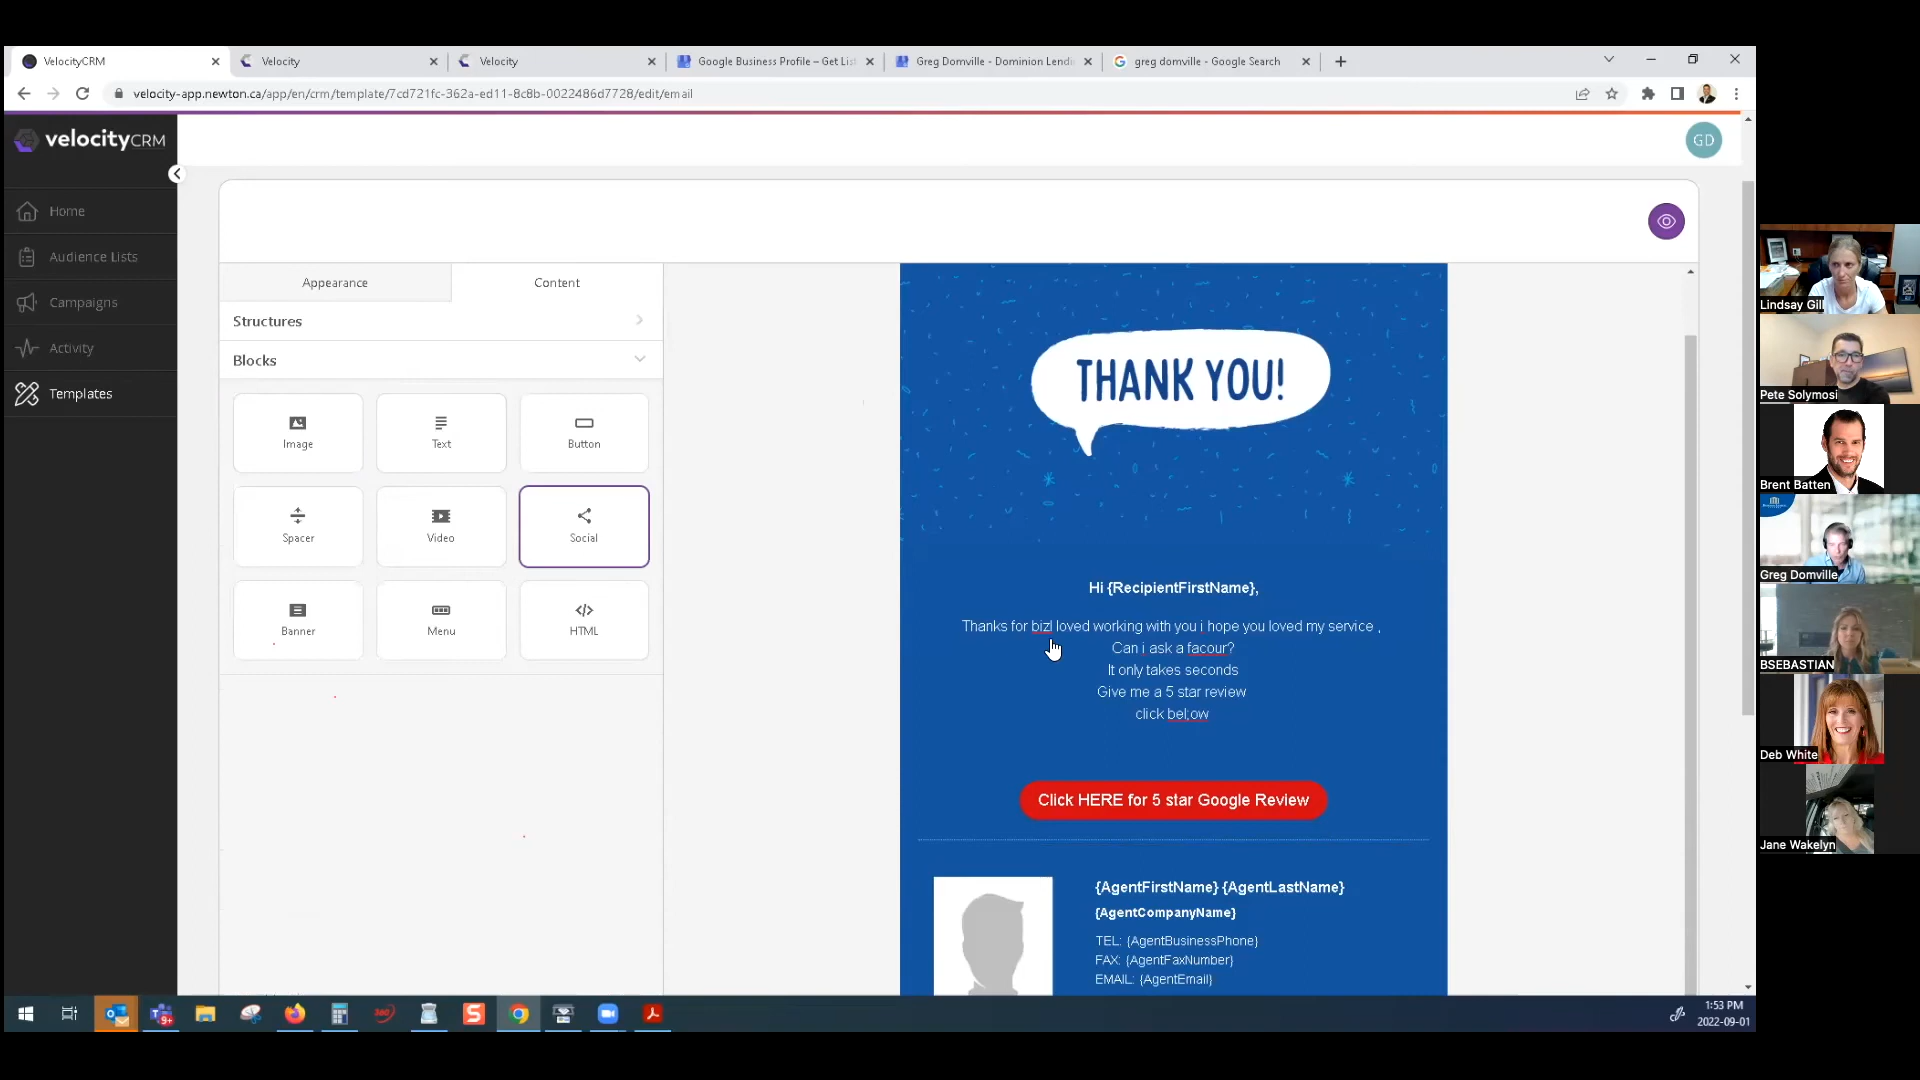 VelocityCRM
Velocity
Velocity
Google Business Profile – Get Lis
Greg Domville - Dominion Lendi
greg domville - Google Search
velocity-app.newton.ca/app/en/crm/template/7cd721fc-362a-ed11-8c8b-0022486d7728/edit/email
velocityCRM
GD
Home
Audience Lists
Campaigns
Activity
Templates
Appearance
Content
Structures
Blocks
Image
Text
Button
Spacer
Video
Social
Banner
Menu
HTML
THANK YOU!
Hi {RecipientFirstName},
Thanks for bizI loved working with you i hope you loved my service ,
Can i ask a facour?
It only takes seconds
Give me a 5 star review
click bel;ow
Click HERE for 5 star Google Review
{AgentFirstName} {AgentLastName}
{AgentCompanyName}
TEL: {AgentBusinessPhone}
FAX: {AgentFaxNumber}
EMAIL: {AgentEmail}
Lindsay Gill
Pete Solymosi
Brent Batten
Greg Domville
BSEBASTIAN
Deb White
Jane Wakelyn
9+
360
1:53 PM
2022-09-01